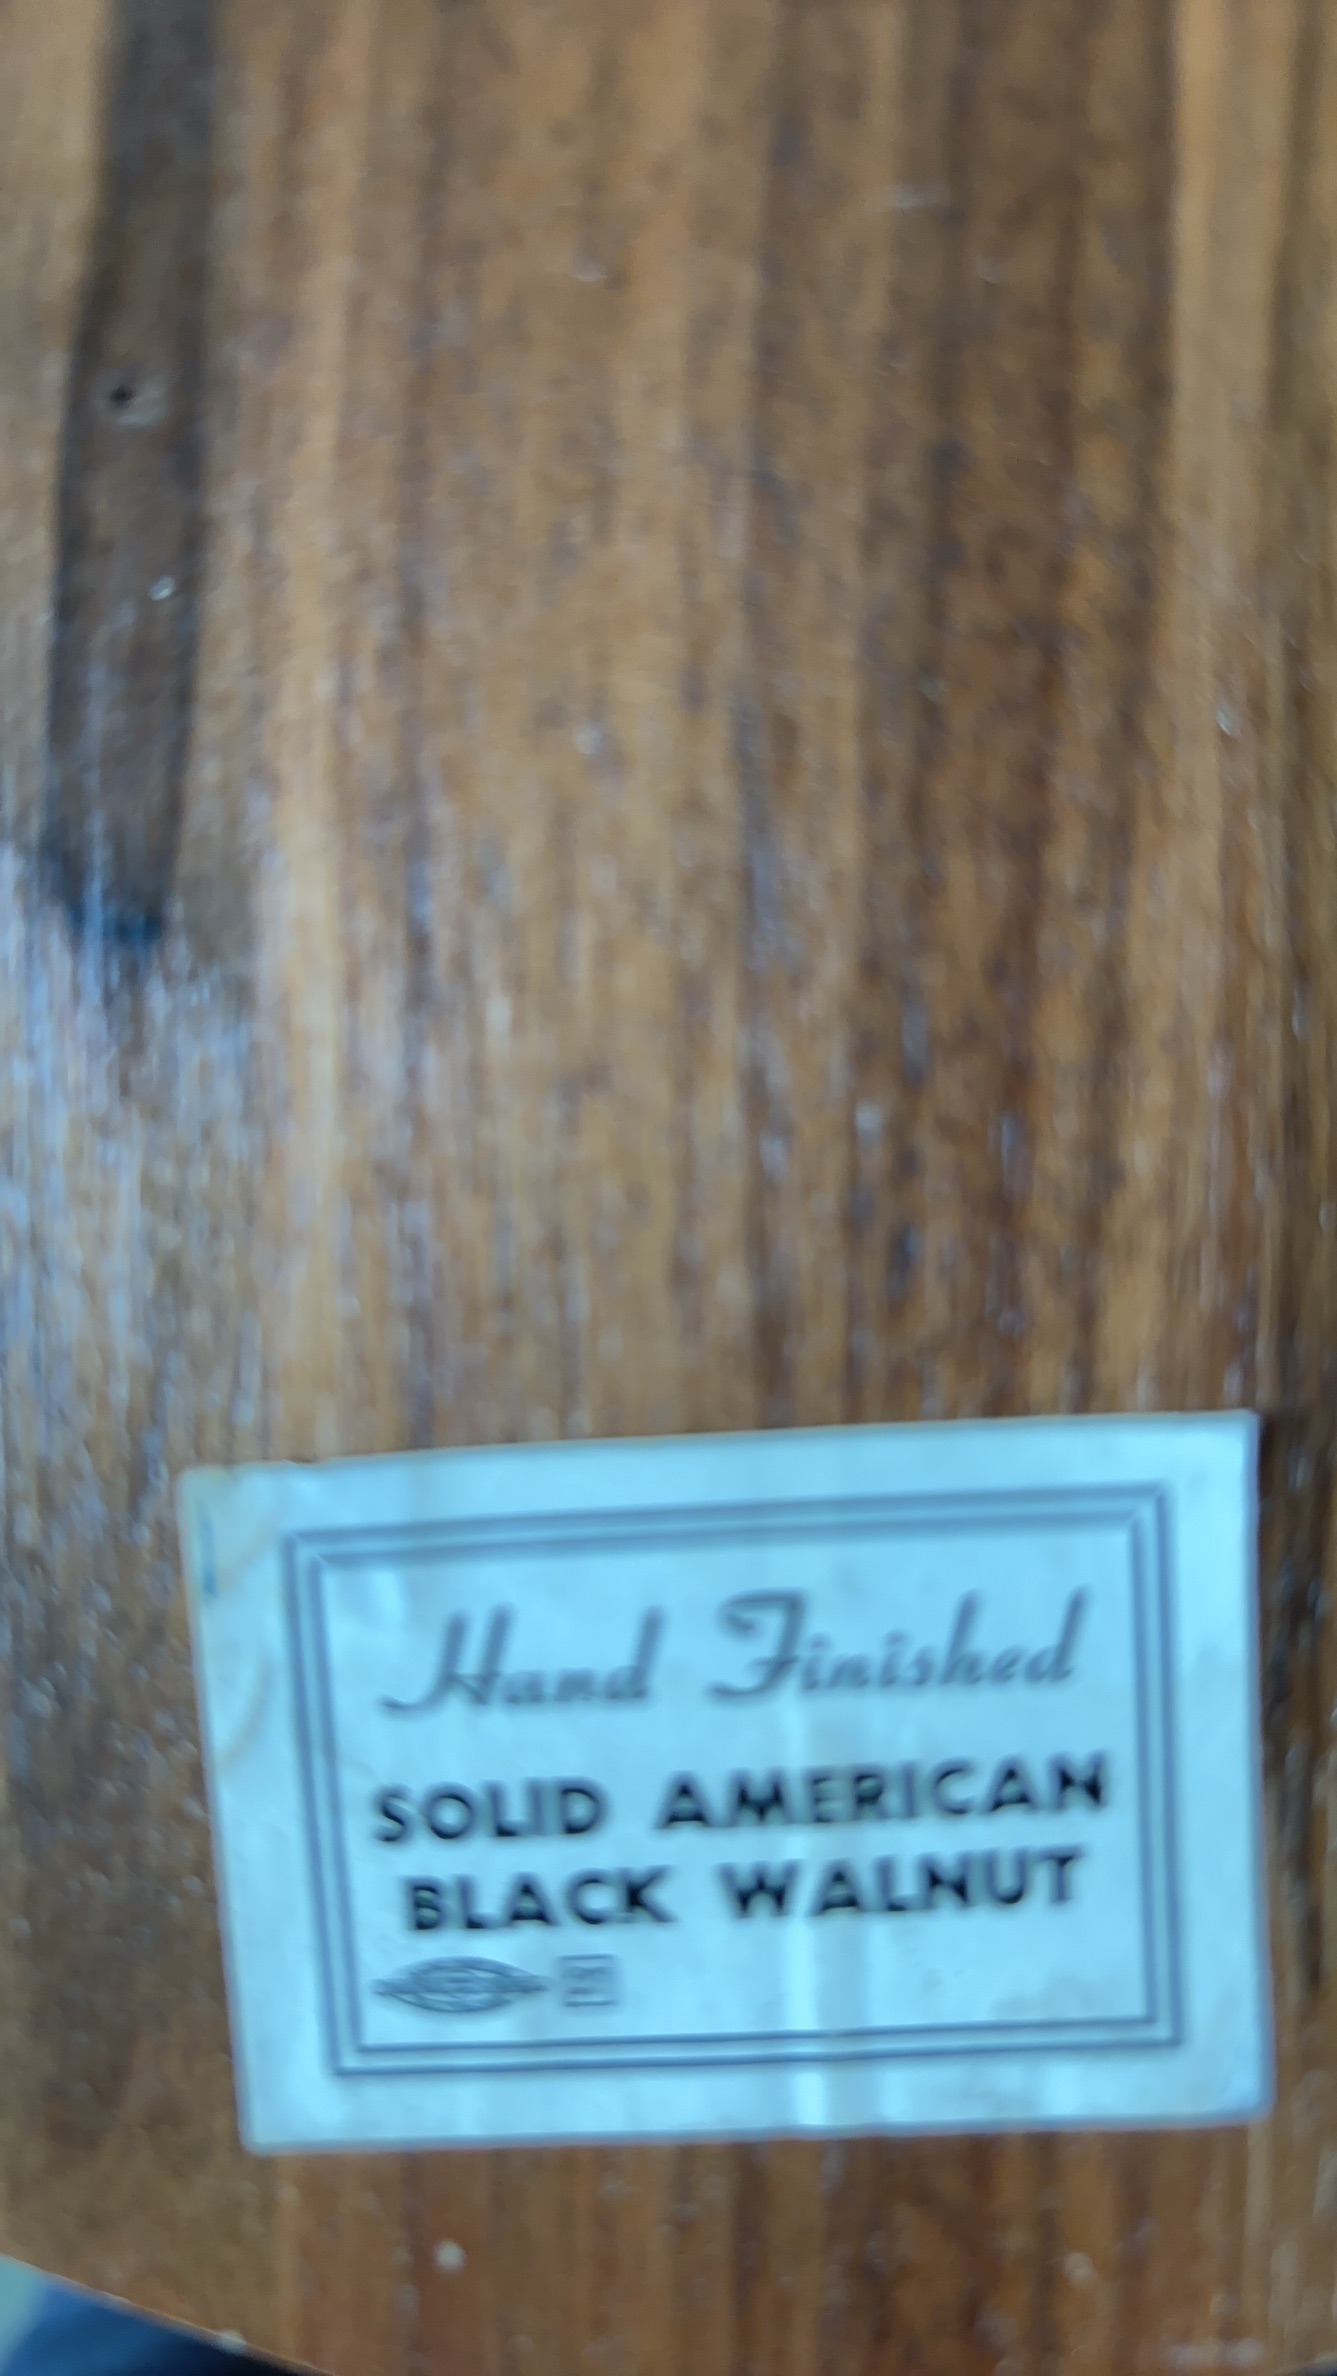 Hand Finished
SOLID AMERICAN
BLACK WALNUT